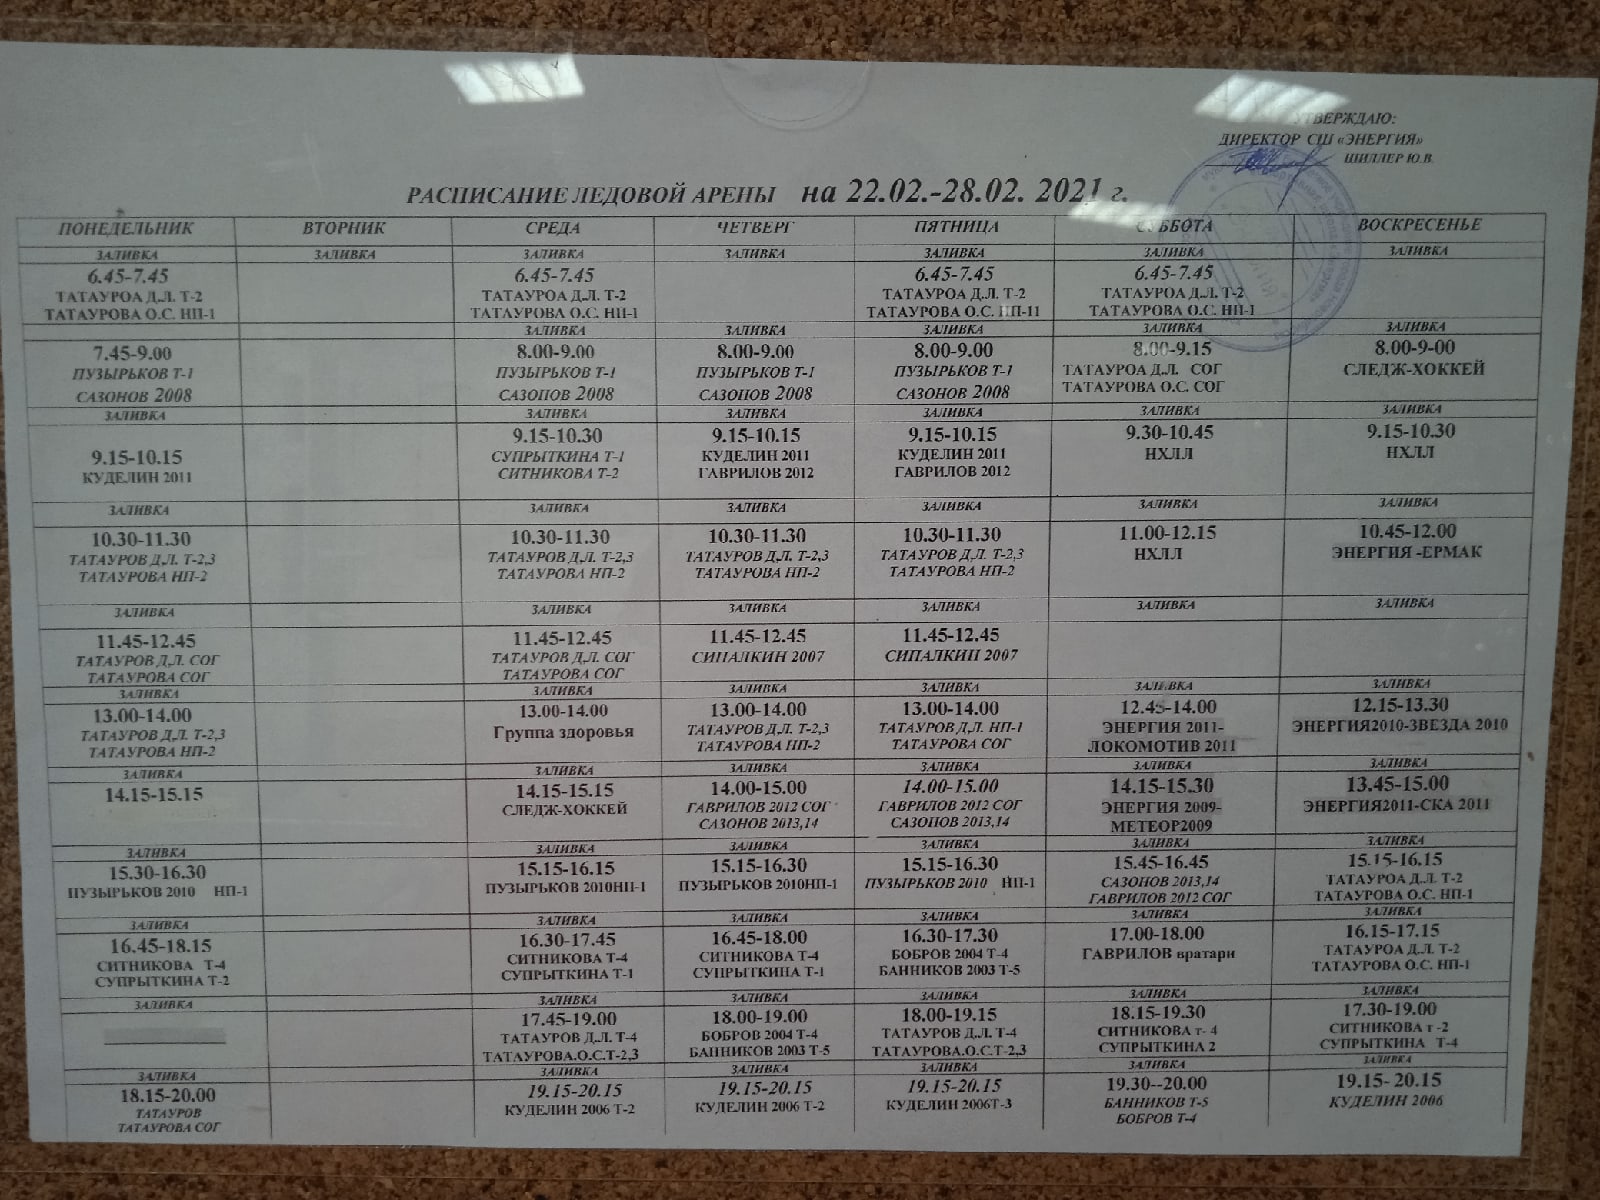 УТВЕРЖДАЮ:
ДИРЕКТОР СШ «ЭНЕРГИЯ»
ШИЛЛЕР Ю.В.
РАСПИСАНИЕ ЛЕДОВОЙ АРЕНЫ на 22.02.-28.02. 2021 г.
ПОНЕДЕЛЬНИК ВТОРНИК СРЕДА ЧЕТВЕРГ ПЯТНИЦА СУББОТА ВОСКРЕСЕНЬЕ
ЗАЛИВКА ЗАЛИВКА ЗАЛИВКА ЗАЛИВКА ЗАЛИВКА ЗАЛИВКА ЗАЛИВКА
6.45-7.45 6.45-7.45 6.45-7.45 6.45-7.45
ТАТАУРОА Д.Л. Т-2 ТАТАУРОА Д.Л. Т-2 ТАТАУРОА Д.Л. Т-2 ТАТАУРОА Д.Л. Т-2
ТАТАУРОВА О.С. НП-1 ТАТАУРОВА О.С. НП-1 ТАТАУРОВА О.С. НП-11 ТАТАУРОВА О.С. НП-1
ЗАЛИВКА ЗАЛИВКА ЗАЛИВКА ЗАЛИВКА ЗАЛИВКА
7.45-9.00 8.00-9.00 8.00-9.00 8.00-9.00 8.00-9.15 8.00-9-00
ПУЗЫРЬКОВ Т-1 ПУЗЫРЬКОВ Т-1 ПУЗЫРЬКОВ Т-1 ПУЗЫРЬКОВ Т-1 ТАТАУРОА Д.Л. СОГ СЛЕДЖ-ХОККЕЙ
САЗОНОВ 2008 САЗОПОВ 2008 САЗОПОВ 2008 САЗОНОВ 2008 ТАТАУРОВА О.С. СОГ
ЗАЛИВКА ЗАЛИВКА ЗАЛИВКА ЗАЛИВКА ЗАЛИВКА ЗАЛИВКА
9.15-10.15 9.15-10.30 9.15-10.15 9.15-10.15 9.30-10.45 9.15-10.30
КУДЕЛИН 2011 СУПРЫТКИНА Т-1 КУДЕЛИН 2011 КУДЕЛИН 2011 НХЛЛ НХЛЛ
СИТНИКОВА Т-2 ГАВРИЛОВ 2012 ГАВРИЛОВ 2012
ЗАЛИВКА ЗАЛИВКА ЗАЛИВКА ЗАЛИВКА ЗАЛИВКА ЗАЛИВКА
10.30-11.30 10.30-11.30 10.30-11.30 10.30-11.30 11.00-12.15 10.45-12.00
ТАТАУРОВ Д.Л. Т-2,3 ТАТАУРОВ Д.Л. Т-2,3 ТАТАУРОВ Д.Л. Т-2,3 ТАТАУРОВ Д.Л. Т-2,3 НХЛЛ ЭНЕРГИЯ -ЕРМАК
ТАТАУРОВА НП-2 ТАТАУРОВА НП-2 ТАТАУРОВА НП-2 ТАТАУРОВА НП-2
ЗАЛИВКА ЗАЛИВКА ЗАЛИВКА ЗАЛИВКА ЗАЛИВКА ЗАЛИВКА
11.45-12.45 11.45-12.45 11.45-12.45 11.45-12.45
ТАТАУРОВ Д.Л. СОГ ТАТАУРОВ Д.Л. СОГ СИПАЛКИН 2007 СИПАЛКИП 2007
ТАТАУРОВА СОГ ТАТАУРОВА СОГ
ЗАЛИВКА ЗАЛИВКА ЗАЛИВКА ЗАЛИВКА ЗАЛИВКА ЗАЛИВКА
13.00-14.00 13.00-14.00 13.00-14.00 13.00-14.00 12.45-14.00 12.15-13.30
ТАТАУРОВ Д.Л. Т-2,3 Группа здоровья ТАТАУРОВ Д.Л. Т-2,3 ТАТАУРОВ Д.Л. НП-1 ЭНЕРГИЯ 2011- ЭНЕРГИЯ2010-ЗВЕЗДА 2010
ТАТАУРОВА НП-2 ТАТАУРОВА НП-2 ТАТАУРОВА СОГ ЛОКОМОТИВ 2011
ЗАЛИВКА ЗАЛИВКА ЗАЛИВКА ЗАЛИВКА ЗАЛИВКА ЗАЛИВКА
14.15-15.15 14.15-15.15 14.00-15.00 14.00-15.00 14.15-15.30 13.45-15.00
СЛЕДЖ-ХОККЕЙ ГАВРИЛОВ 2012 СОГ ГАВРИЛОВ 2012 СОГ ЭНЕРГИЯ 2009- ЭНЕРГИЯ2011-СКА 2011
САЗОНОВ 2013,14 САЗОНОВ 2013,14 МЕТЕОР2009
ЗАЛИВКА ЗАЛИВКА ЗАЛИВКА ЗАЛИВКА ЗАЛИВКА ЗАЛИВКА
15.30-16.30 15.15-16.15 15.15-16.30 15.15-16.30 15.45-16.45 15.15-16.15
ПУЗЫРЬКОВ 2010 НП-1 ПУЗЫРЬКОВ 2010НП-1 ПУЗЫРЬКОВ 2010НП-1 ПУЗЫРЬКОВ 2010 НП-1 САЗОНОВ 2013,14 ТАТАУРОА Д.Л. Т-2
ГАВРИЛОВ 2012 СОГ ТАТАУРОВА О.С. НП-1
ЗАЛИВКА ЗАЛИВКА ЗАЛИВКА ЗАЛИВКА ЗАЛИВКА ЗАЛИВКА
16.45-18.15 16.30-17.45 16.45-18.00 16.30-17.30 17.00-18.00 16.15-17.15
СИТНИКОВА Т-4 СИТНИКОВА Т-4 СИТНИКОВА Т-4 БОБРОВ 2004 Т-4 ГАВРИЛОВ вратари ТАТАУРОА Д.Л. Т-2
СУПРЫТКИНА Т-2 СУПРЫТКИНА Т-1 СУПРЫТКИНА Т-1 БАННИКОВ 2003 Т-5 ТАТАУРОВА О.С. НП-1
ЗАЛИВКА ЗАЛИВКА ЗАЛИВКА ЗАЛИВКА ЗАЛИВКА ЗАЛИВКА
17.45-19.00 18.00-19.00 18.00-19.15 18.15-19.30 17.30-19.00
ТАТАУРОВ Д.Л. Т-4 БОБРОВ 2004 Т-4 ТАТАУРОВ Д.Л. Т-4 СИТНИКОВА т- 4 СИТНИКОВА т -2
ТАТАУРОВА.О.С.Т-2,3 БАННИКОВ 2003 Т-5 ТАТАУРОВА.О.С.Т-2,3 СУПРЫТКИНА 2 СУПРЫТКИНА Т-4
ЗАЛИВКА ЗАЛИВКА ЗАЛИВКА ЗАЛИВКА ЗАЛИВКА ЗАЛИВКА
18.15-20.00 19.15-20.15 19.15-20.15 19.15-20.15 19.30--20.00 19.15- 20.15
ТАТАУРОВ КУДЕЛИН 2006 Т-2 КУДЕЛИН 2006 Т-2 КУДЕЛИН 2006Т-3 БАННИКОВ Т-5 КУДЕЛИН 2006
ТАТАУРОВА СОГ БОБРОВ Т-4